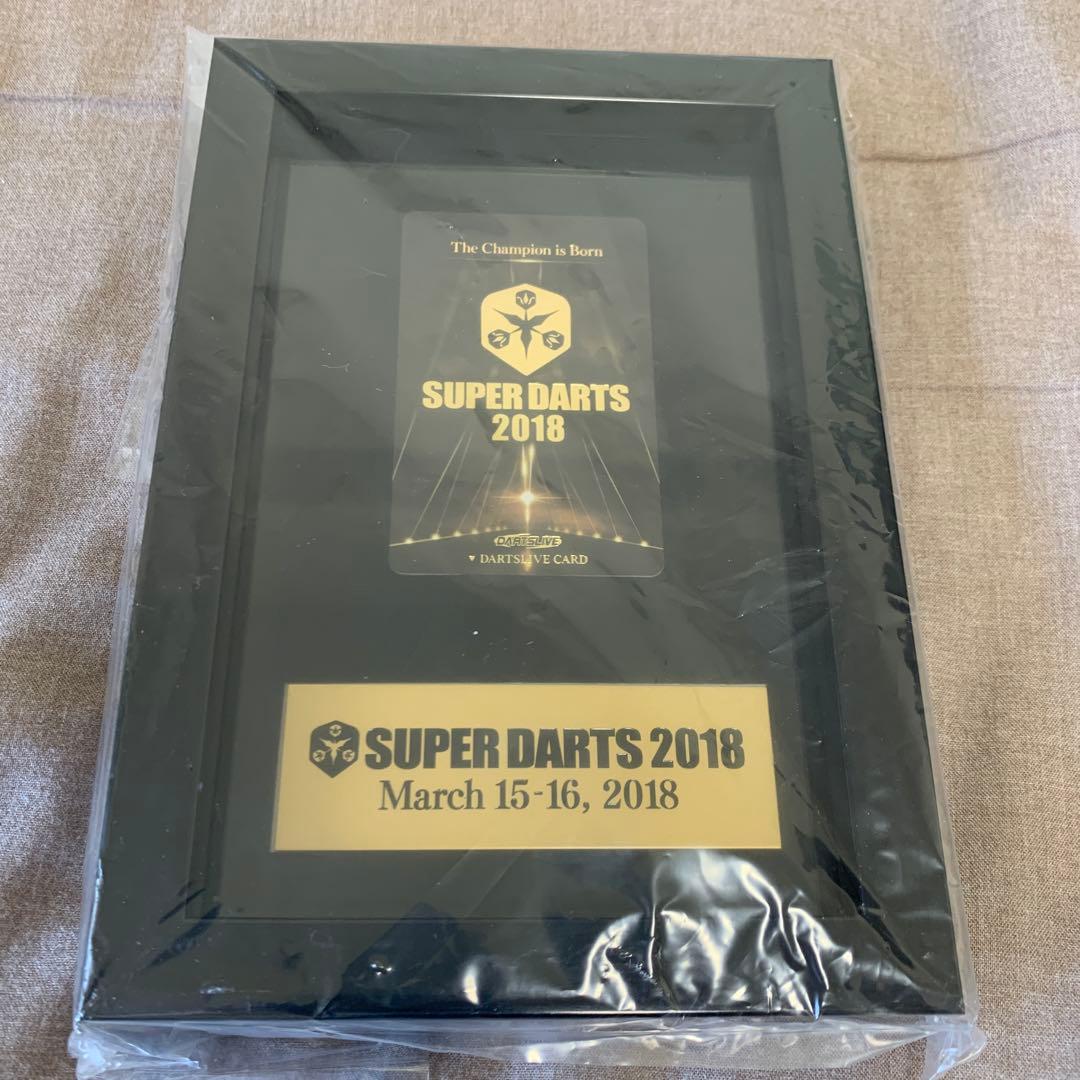 The Champion is Born
SUPER DARTS
2018
DARTSLIVE
▼ DARTSLIVE CARD
SUPER DARTS 2018
March 15-16, 2018